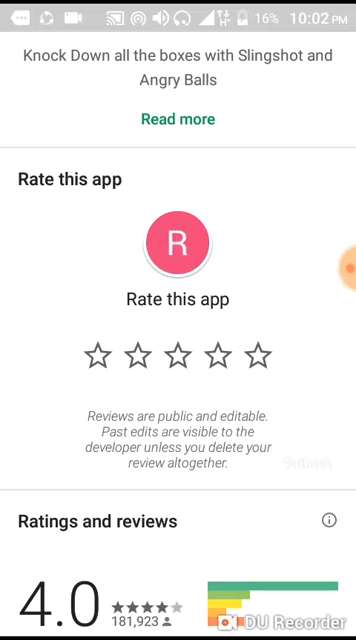 16% 10:02 PM
Knock Down all the boxes with Slingshot and
Angry Balls
Read more
Rate this app
R
Rate this app
Reviews are public and editable.
Past edits are visible to the
developer unless you delete your
review altogether.
Submit
Ratings and reviews
4.0
181,923
DU Recorder